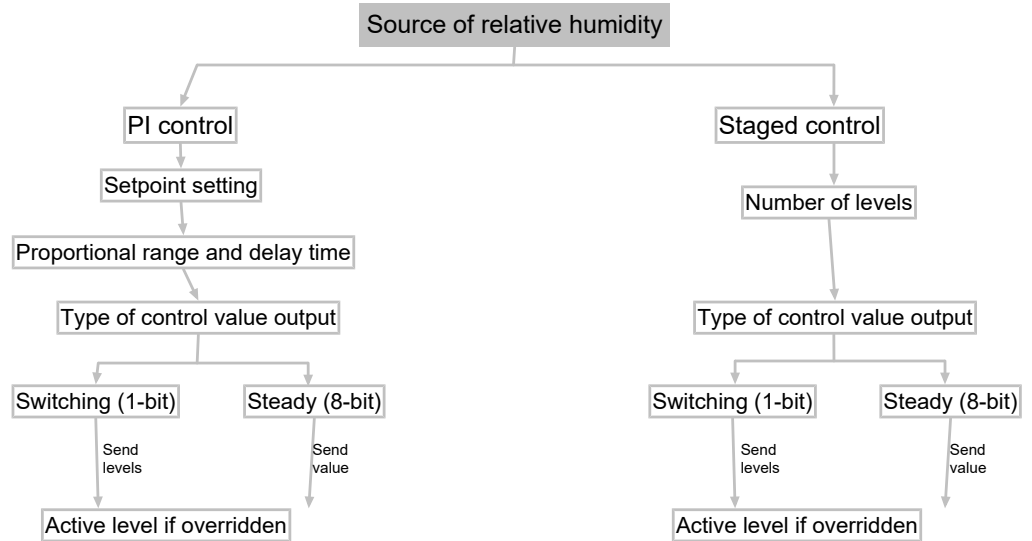 Source of relative humidity
PI control
Staged control
Setpoint setting
Number of levels
Proportional range and delay time
Type of control value output
Type of control value output
Switching (1-bit)
Steady (8-bit)
Switching (1-bit)
Steady (8-bit)
Send
levels
Send
value
Send
levels
Send
value
Active level if overridden
Active level if overridden